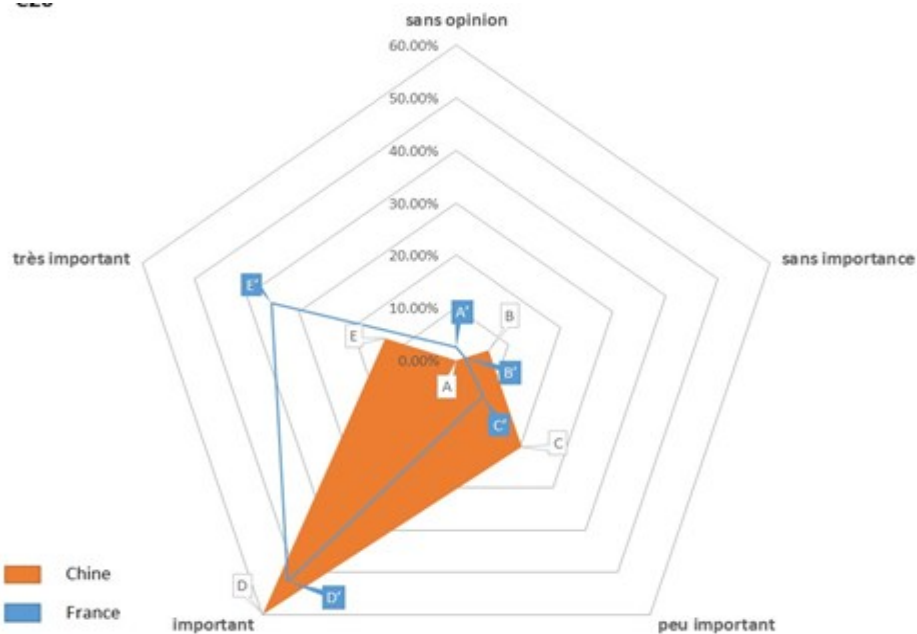 sans opinion
60.00%
50.00%
40.00%
30.00%
20.00%
10.00%
0.00%
très important
sans importance
E'
A'
B
E
B'
A
C'
C
D
D'
Chine
France
important
peu important